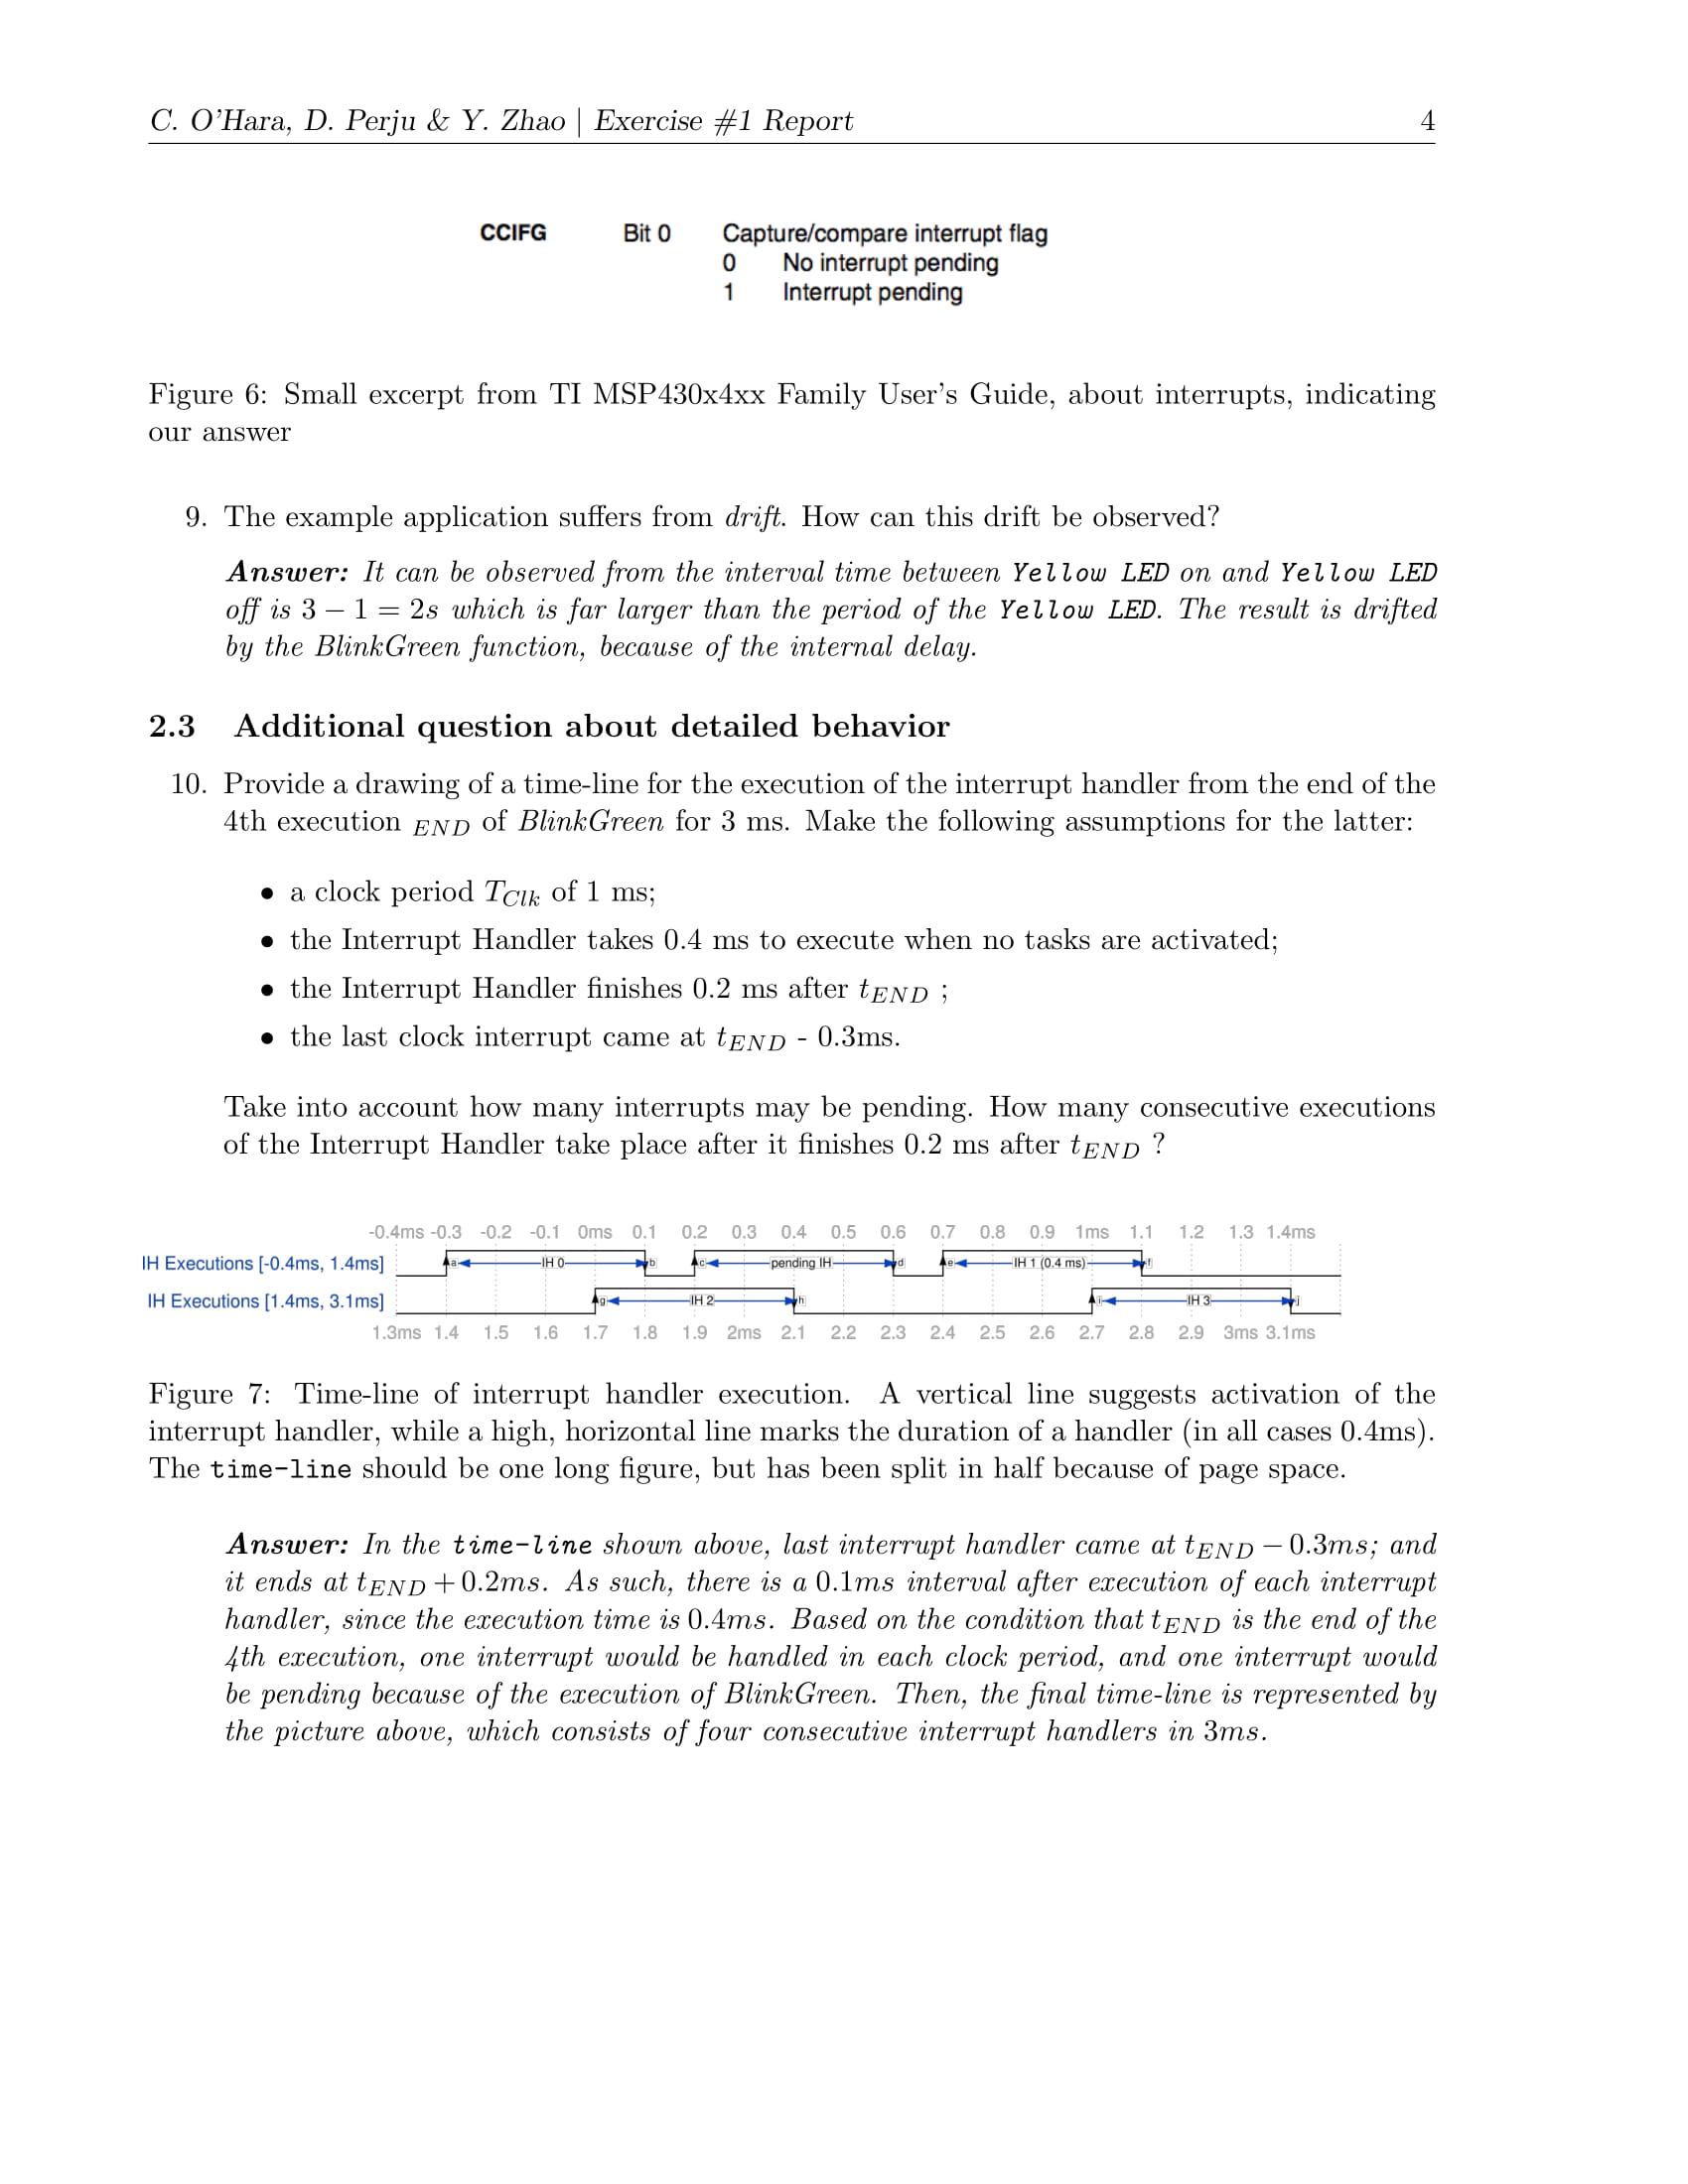 C. O'Hara, D. Perju & Y. Zhao | Exercise #1 Report 4
CCIFG Bit 0 Capture/compare interrupt flag
0 No interrupt pending
1 Interrupt pending
Figure 6: Small excerpt from TI MSP430x4xx Family User's Guide, about interrupts, indicating
our answer
9. The example application suffers from drift. How can this drift be observed?
Answer: It can be observed from the interval time between Yellow LED on and Yellow LED
off is 3 − 1 = 2s which is far larger than the period of the Yellow LED. The result is drifted
by the BlinkGreen function, because of the internal delay.
2.3 Additional question about detailed behavior
10. Provide a drawing of a time-line for the execution of the interrupt handler from the end of the
4th execution END of BlinkGreen for 3 ms. Make the following assumptions for the latter:
• a clock period TClk of 1 ms;
• the Interrupt Handler takes 0.4 ms to execute when no tasks are activated;
• the Interrupt Handler finishes 0.2 ms after tEND ;
• the last clock interrupt came at tEND - 0.3ms.
Take into account how many interrupts may be pending. How many consecutive executions
of the Interrupt Handler take place after it finishes 0.2 ms after tEND ?
-0.4ms -0.3 -0.2 -0.1 0ms 0.1 0.2 0.3 0.4 0.5 0.6 0.7 0.8 0.9 1ms 1.1 1.2 1.3 1.4ms
IH Executions [-0.4ms, 1.4ms] a IH 0 b c pending IH d e IH 1 (0.4 ms) f
IH Executions [1.4ms, 3.1ms] g IH 2 h i IH 3 j
1.3ms 1.4 1.5 1.6 1.7 1.8 1.9 2ms 2.1 2.2 2.3 2.4 2.5 2.6 2.7 2.8 2.9 3ms 3.1ms
Figure 7: Time-line of interrupt handler execution. A vertical line suggests activation of the
interrupt handler, while a high, horizontal line marks the duration of a handler (in all cases 0.4ms).
The time-line should be one long figure, but has been split in half because of page space.
Answer: In the time-line shown above, last interrupt handler came at tEND − 0.3ms; and
it ends at tEND + 0.2ms. As such, there is a 0.1ms interval after execution of each interrupt
handler, since the execution time is 0.4ms. Based on the condition that tEND is the end of the
4th execution, one interrupt would be handled in each clock period, and one interrupt would
be pending because of the execution of BlinkGreen. Then, the final time-line is represented by
the picture above, which consists of four consecutive interrupt handlers in 3ms.